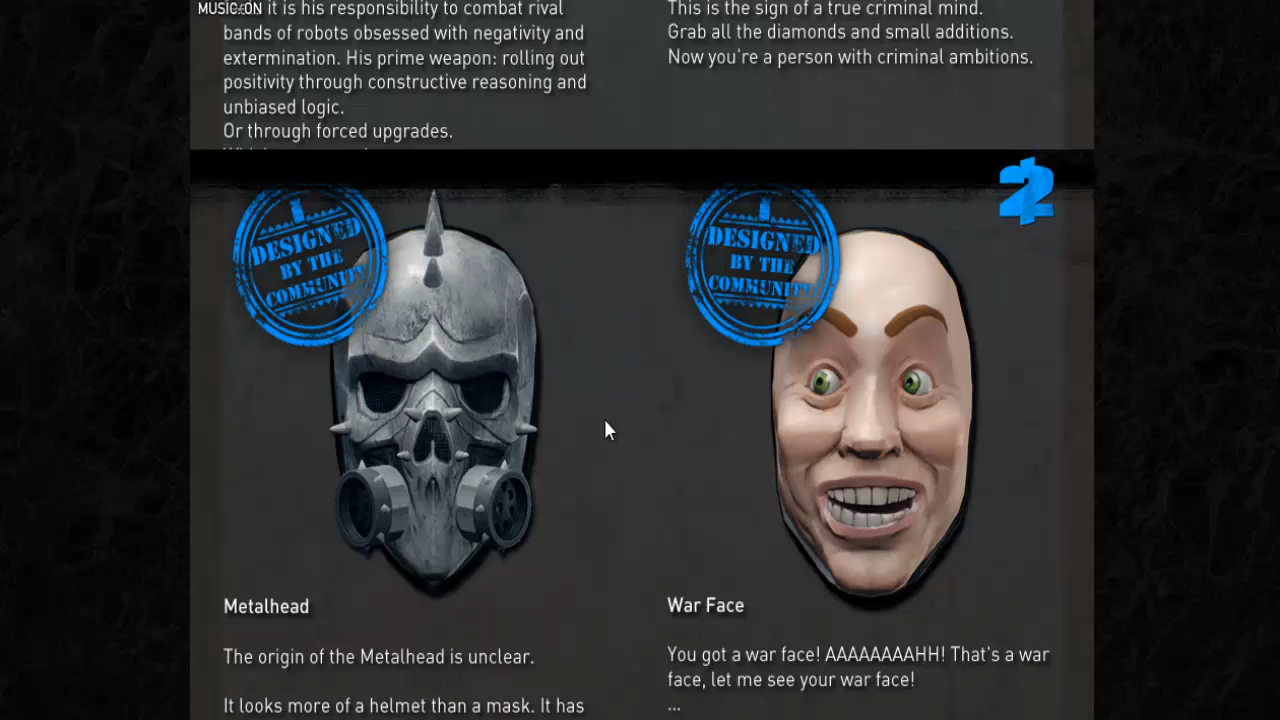 MUSIC:ON
it is his responsibility to combat rival
bands of robots obsessed with negativity and
extermination. His prime weapon: rolling out
positivity through constructive reasoning and
unbiased logic.
Or through forced upgrades.
This is the sign of a true criminal mind.
Grab all the diamonds and small additions.
Now you're a person with criminal ambitions.
2
DESIGNED
BY THE
COMMUNITY
DESIGNED
BY THE
COMMUNITY
Metalhead
The origin of the Metalhead is unclear.
It looks more of a helmet than a mask. It has
War Face
You got a war face! AAAAAAAAHH! That's a war
face, let me see your war face!
...